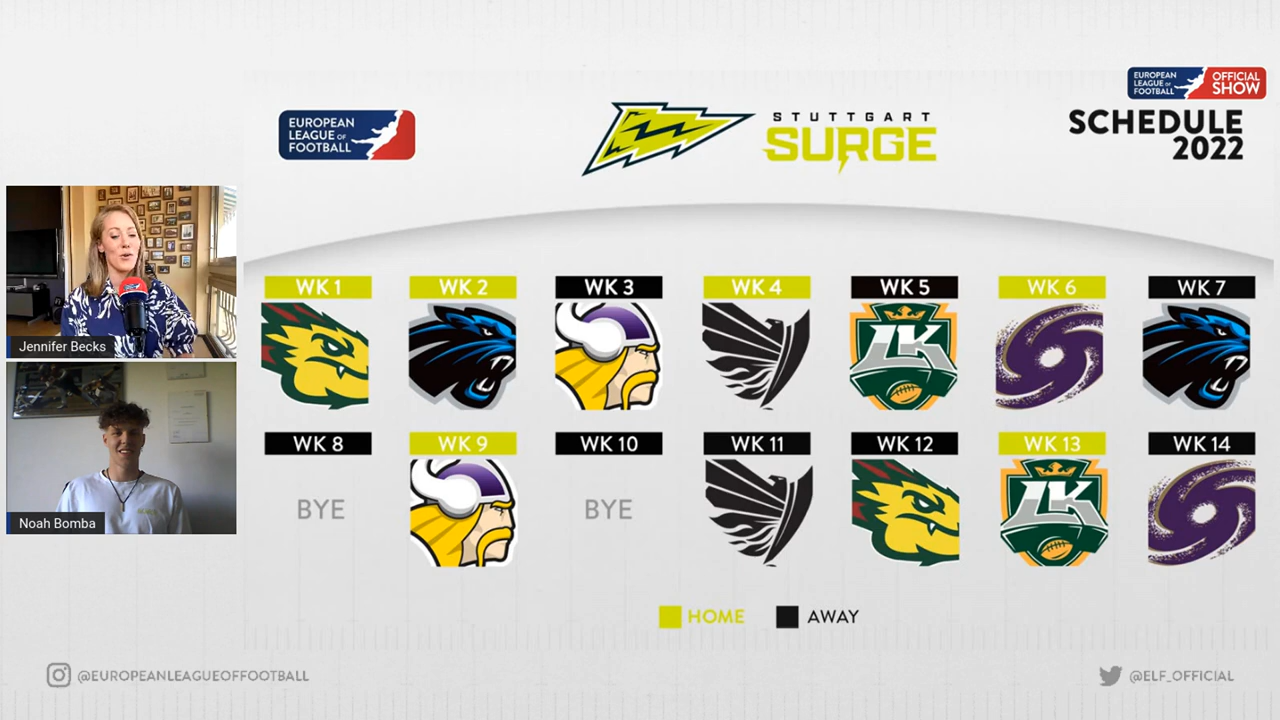 EUROPEAN
LEAGUE OF
FOOTBALL
STUTTGART
SURGE
EUROPEAN
LEAGUE OF
FOOTBALL
OFFICIAL
SHOW
SCHEDULE
2022
Jennifer Becks
Noah Bomba
WK 1
WK 2
WK 3
WK 4
WK 5
WK 6
WK 7
LK
WK 8
WK 9
WK 10
WK 11
WK 12
WK 13
WK 14
BYE
BYE
LK
HOME
AWAY
@EUROPEANLEAGUEOFFOOTBALL
@ELF_OFFICIAL